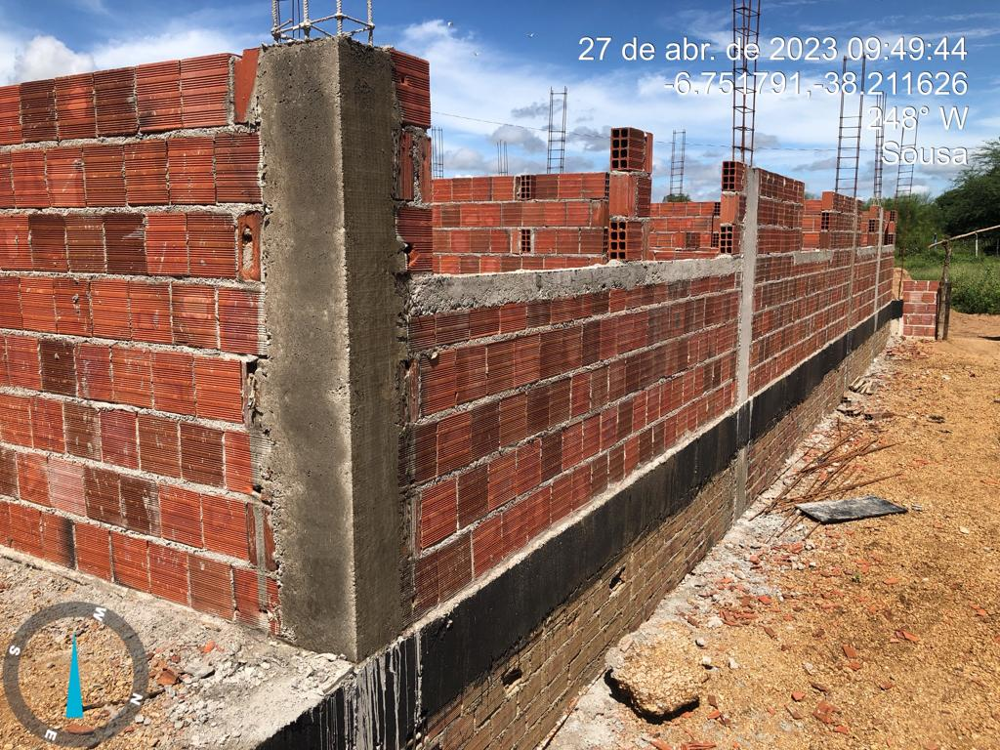 27 de abr. de 2023 09:49:44
-6,751791,-38,211626
248° W
Sousa
W
S
N
E